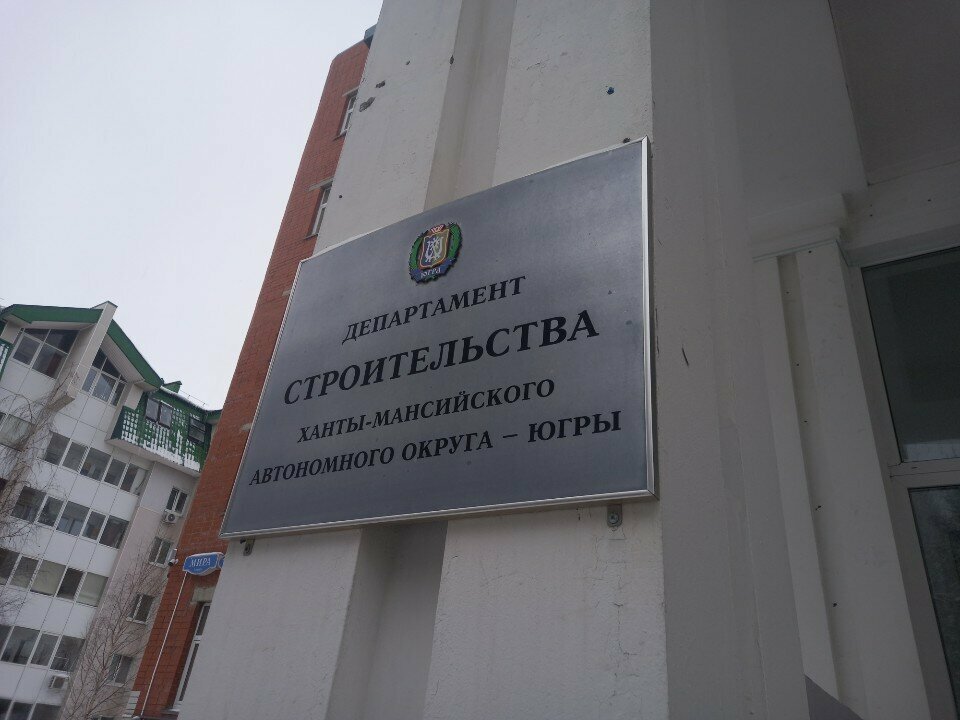 ЮГРА
ДЕПАРТАМЕНТ
СТРОИТЕЛЬСТВА
ХАНТЫ-МАНСИЙСКОГО
АВТОНОМНОГО ОКРУГА – ЮГРЫ
МИРА